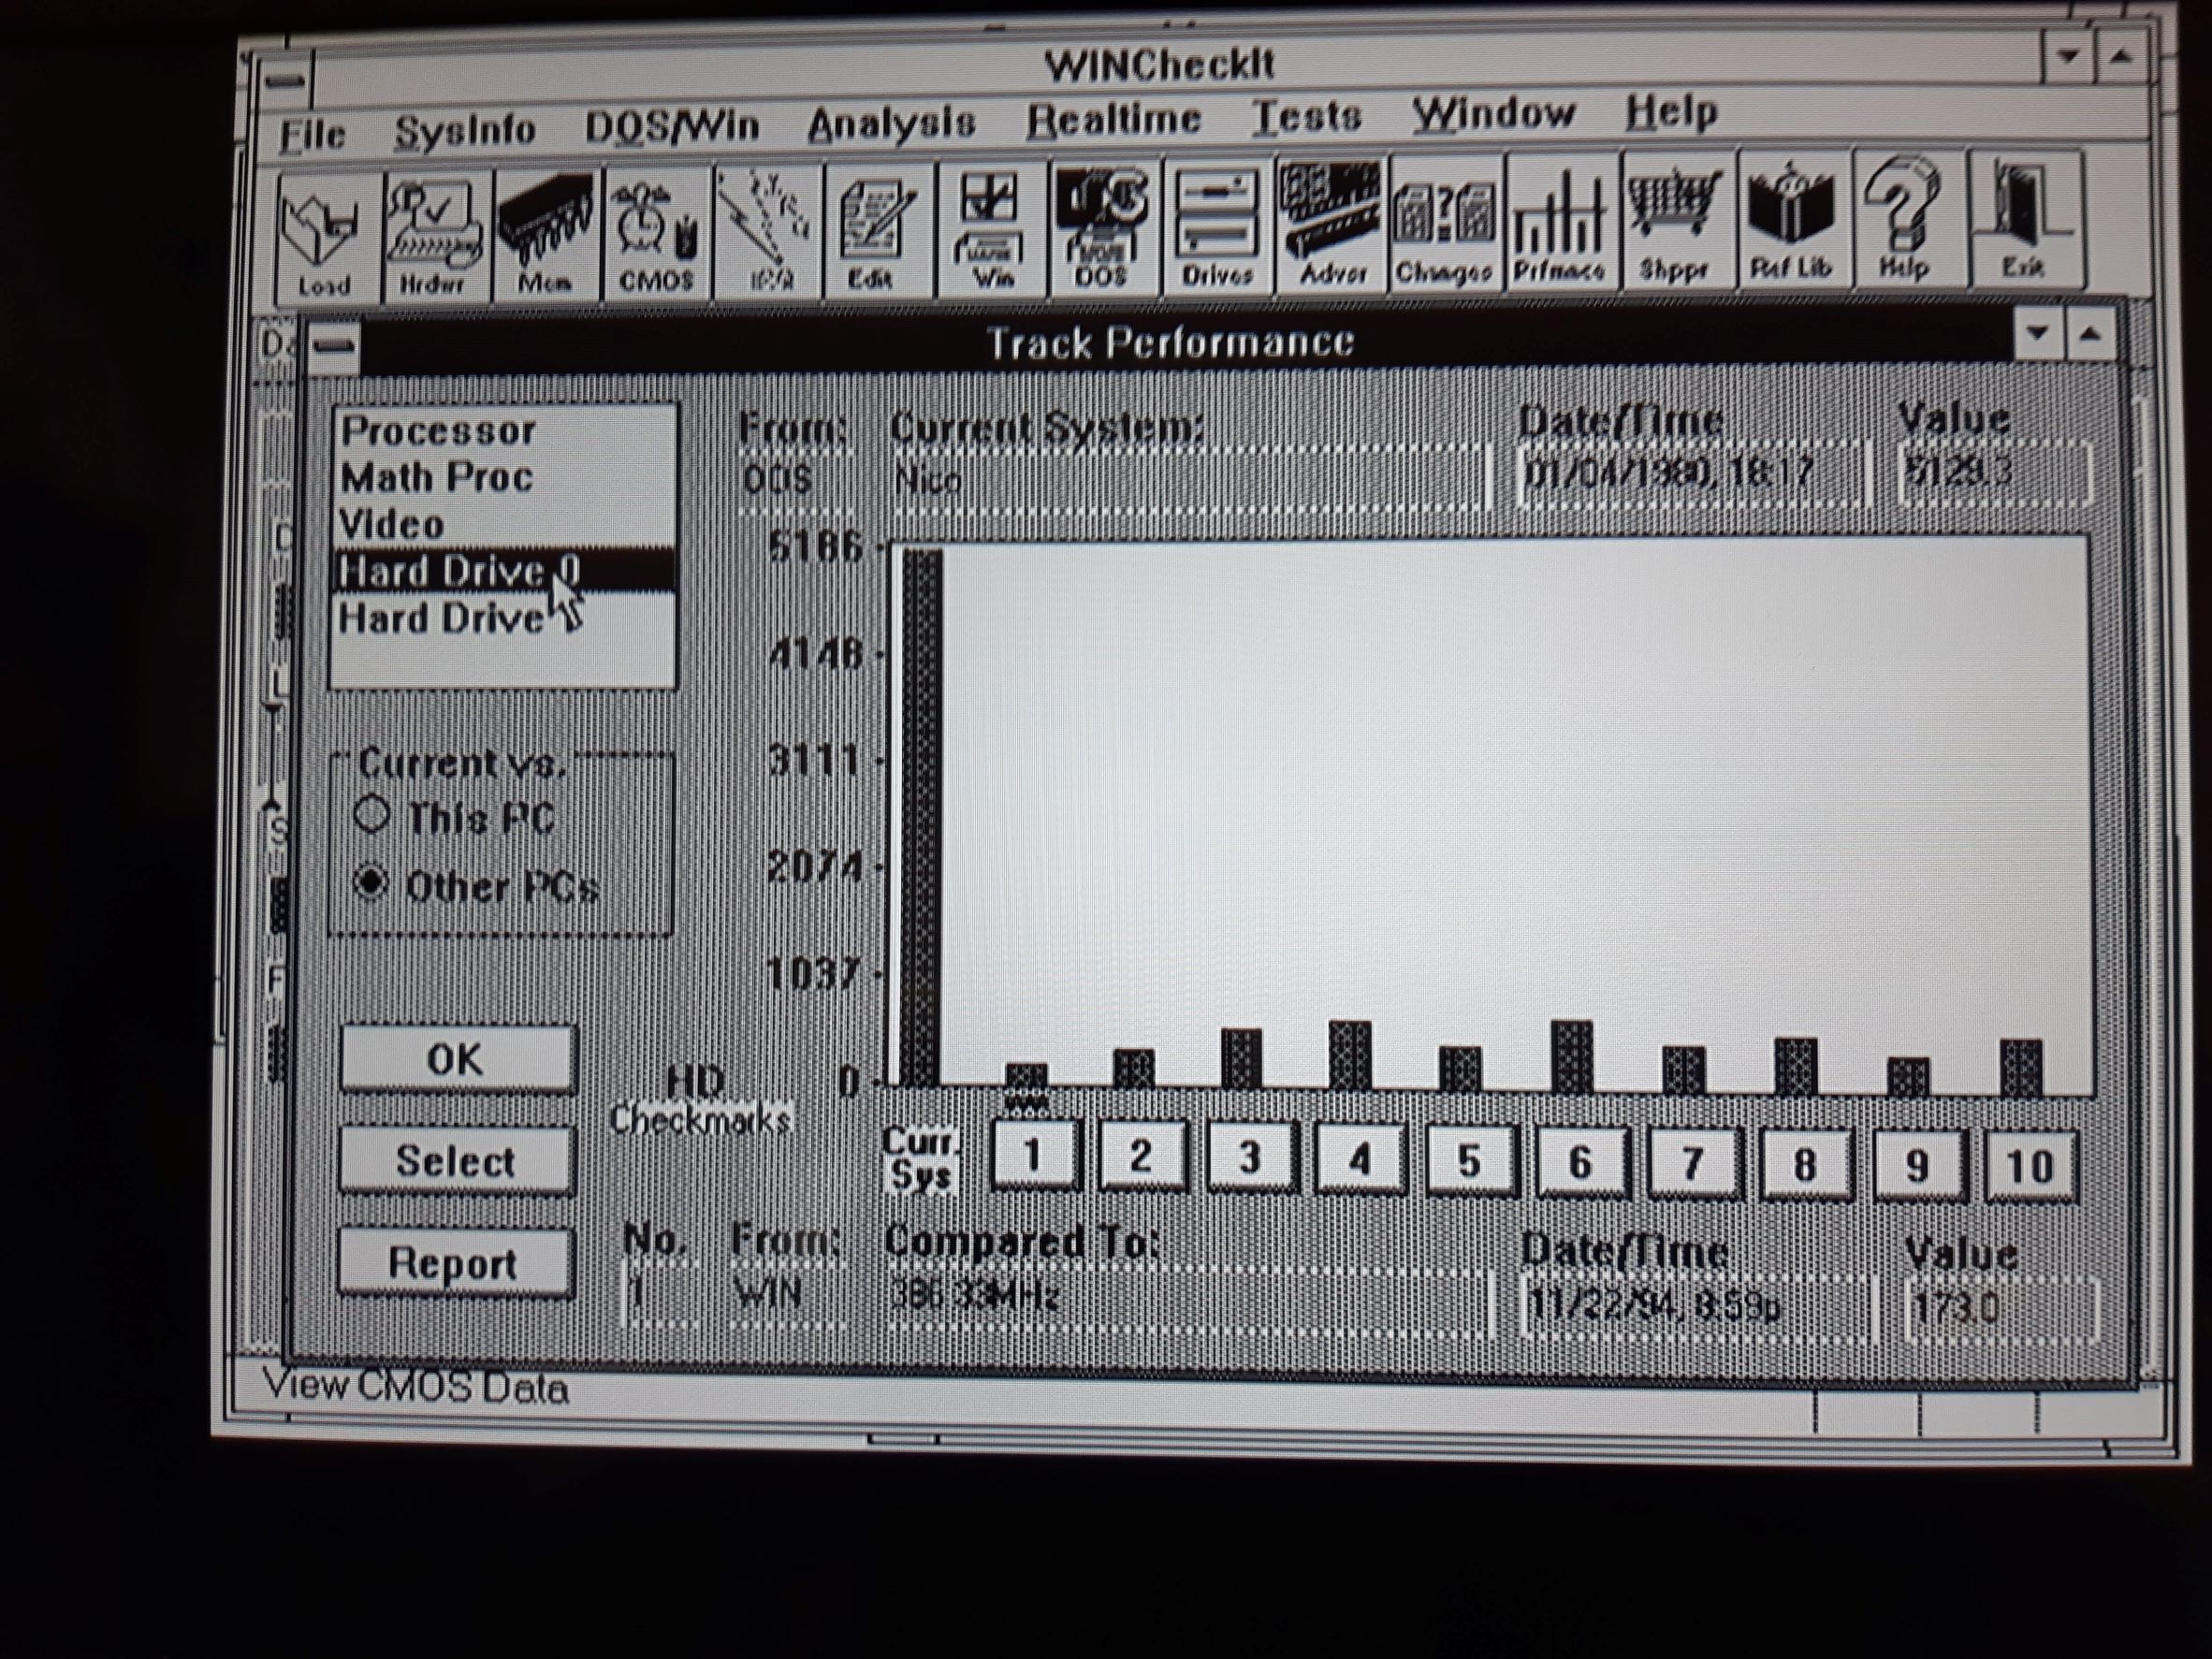 WINCheckIt
File SysInfo DOS/Win Analysis Realtime Tests Window Help
Load Hrdwr Mem CMOS Edit Win DOS Drives Advsr Chnages Prfmnce Shppr Ref Lib Help Exit
Track Performance
Processor
Math Proc
Video
Hard Drive 0
Hard Drive
From: Current System: Date/Time Value
DOS Nico 01/04/1980, 18:17 5129.3
5186
4148
3111
2074
1037
0
Current vs.
This PC
Other PCs
OK
Select
Report
HD
Checkmarks
Curr.
Sys
1 2 3 4 5 6 7 8 9 10
No. From: Compared To: Date/Time Value
1 WIN 386 33MHz 11/22/94, 8:59p 173.0
View CMOS Data